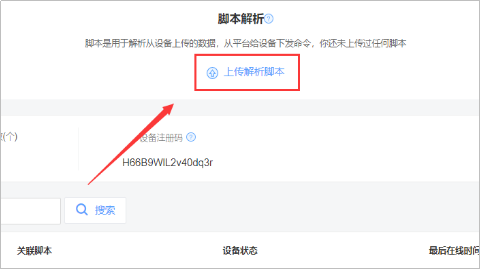 脚本解析
脚本是用于解析从设备上传的数据，从平台给设备下发命令，你还未上传过任何脚本
上传解析脚本
(个)
设备注册码
H66B9WIL2v40dq3r
搜索
关联脚本 设备状态 最后在线时间